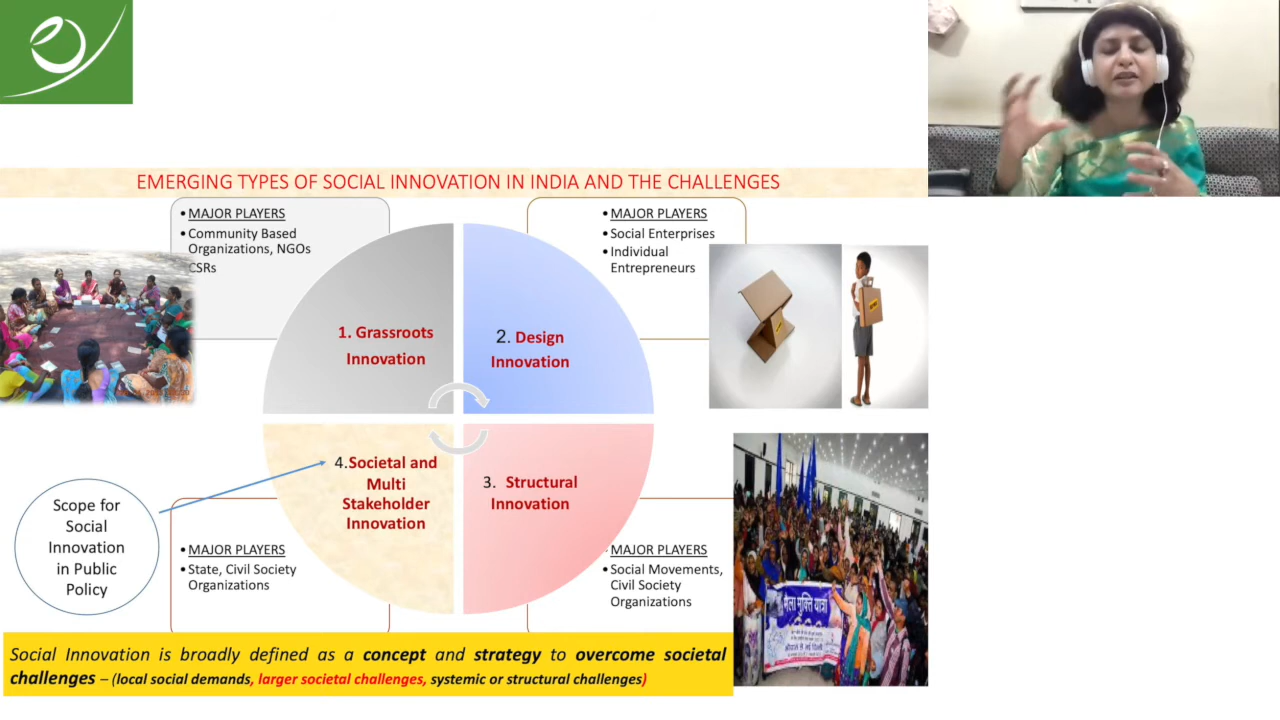 EMERGING TYPES OF SOCIAL INNOVATION IN INDIA AND THE CHALLENGES
• MAJOR PLAYERS
• Community Based
Organizations, NGOs
CSRs
• MAJOR PLAYERS
• Social Enterprises
• Individual
Entrepreneurs
1. Grassroots
Innovation
2. Design
Innovation
4.Societal and
Multi
Stakeholder
Innovation
3. Structural
Innovation
Scope for
Social
Innovation
in Public
Policy
• MAJOR PLAYERS
• State, Civil Society
Organizations
MAJOR PLAYERS
• Social Movements,
Civil Society
Organizations
मैला मुक्ति यात्रा
Social Innovation is broadly defined as a concept and strategy to overcome societal
challenges – (local social demands, larger societal challenges, systemic or structural challenges)